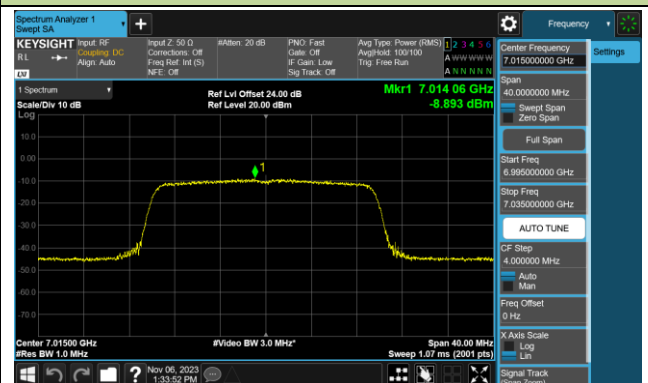 Spectrum Analyzer 1
Swept SA
Frequency
KEYSIGHT
RL
LXI
Input: RF
Coupling: DC
Align: Auto
Input Z: 50 Ω
Corrections: Off
Freq Ref: Int (S)
NFE: Off
#Atten: 20 dB
PNO: Fast
Gate: Off
IF Gain: Low
Sig Track: Off
Avg Type: Power (RMS)
Avg|Hold: 100/100
Trig: Free Run
1 2 3 4 5 6
A W W W W W
A N N N N N
Center Frequency
7.015000000 GHz
Settings
1 Spectrum
Scale/Div 10 dB
Log
Ref Lvl Offset 24.00 dB
Ref Level 20.00 dBm
Mkr1 7.014 06 GHz
-8.893 dBm
Span
40.0000000 MHz
Swept Span
Zero Span
Full Span
Start Freq
6.995000000 GHz
Stop Freq
7.035000000 GHz
AUTO TUNE
CF Step
4.000000 MHz
Auto
Man
Freq Offset
0 Hz
X Axis Scale
Log
Lin
Signal Track
(Span Zoom)
10.0
0.00
1
-10.0
-20.0
-30.0
-40.0
-50.0
-60.0
-70.0
Center 7.01500 GHz
#Res BW 1.0 MHz
#Video BW 3.0 MHz*
Span 40.00 MHz
Sweep 1.07 ms (2001 pts)
?
Nov 06, 2023
1:33:52 PM